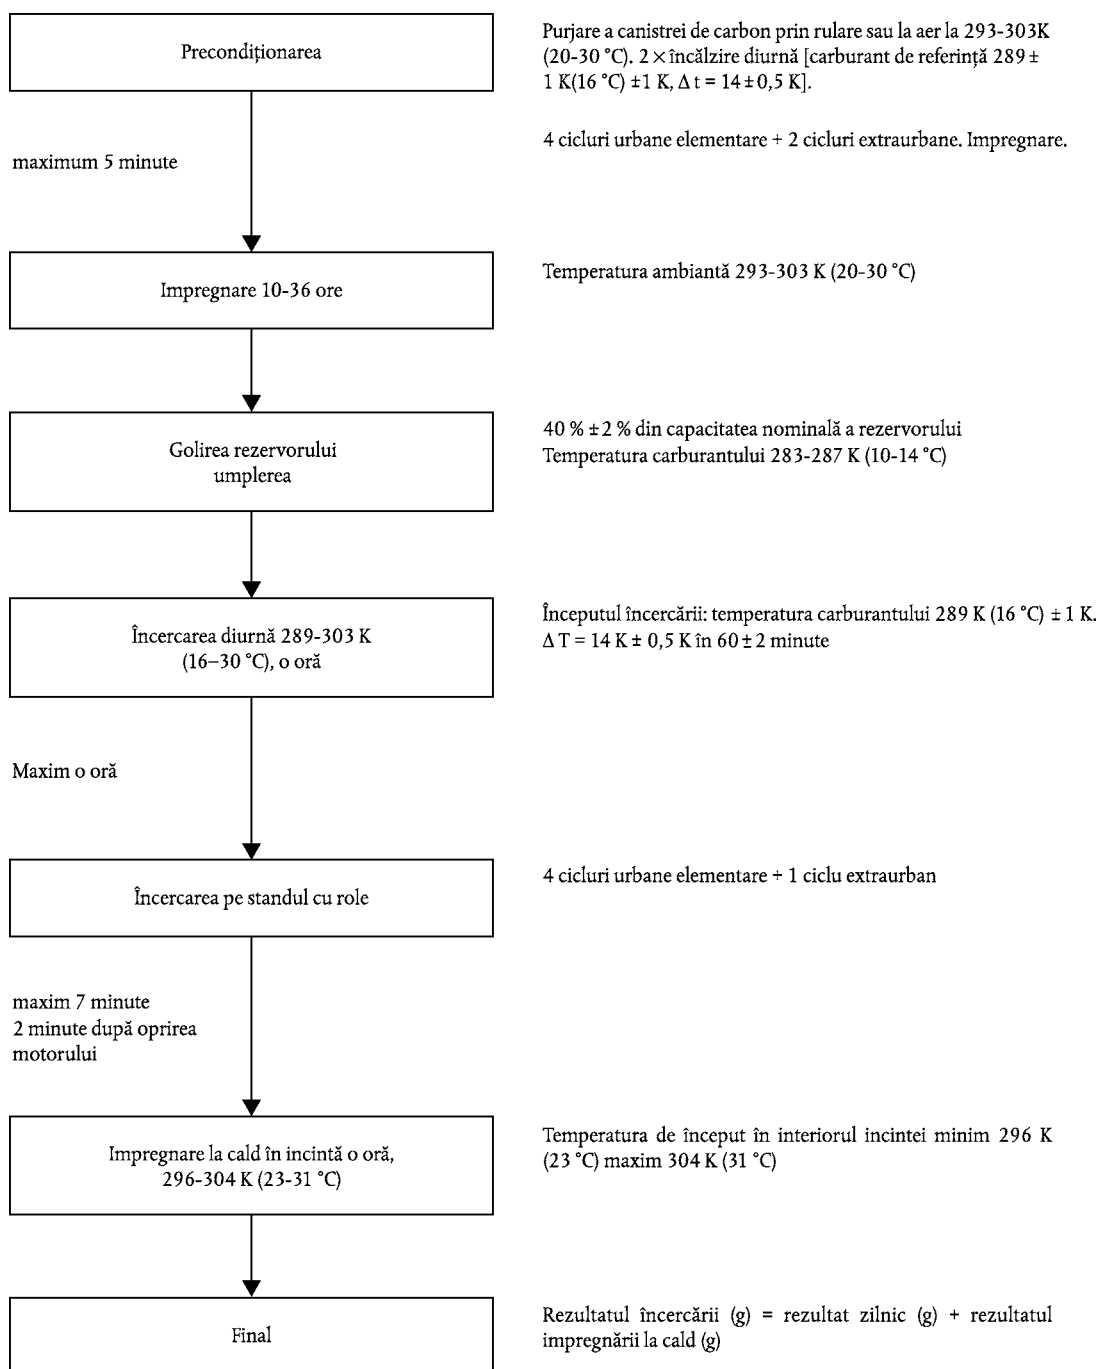 Precondiționarea
Purjare a canistrei de carbon prin rulare sau la aer la 293-303K
(20-30 °C). 2 × încălzire diurnă [carburant de referință 289 ±
1 K(16 °C) ±1 K, Δ t = 14 ± 0,5 K].
4 cicluri urbane elementare + 2 cicluri extraurbane. Impregnare.
maximum 5 minute
Impregnare 10-36 ore
Temperatura ambiantă 293-303 K (20-30 °C)
Golirea rezervorului
umplerea
40 % ± 2 % din capacitatea nominală a rezervorului
Temperatura carburantului 283-287 K (10-14 °C)
Încercarea diurnă 289-303 K
(16–30 °C), o oră
Începutul încercării: temperatura carburantului 289 K (16 °C) ± 1 K.
Δ T = 14 K ± 0,5 K în 60 ± 2 minute
Maxim o oră
Încercarea pe standul cu role
4 cicluri urbane elementare + 1 ciclu extraurban
maxim 7 minute
2 minute după oprirea
motorului
Impregnare la cald în incintă o oră,
296-304 K (23-31 °C)
Temperatura de început în interiorul incintei minim 296 K
(23 °C) maxim 304 K (31 °C)
Final
Rezultatul încercării (g) = rezultat zilnic (g) + rezultatul
impregnării la cald (g)